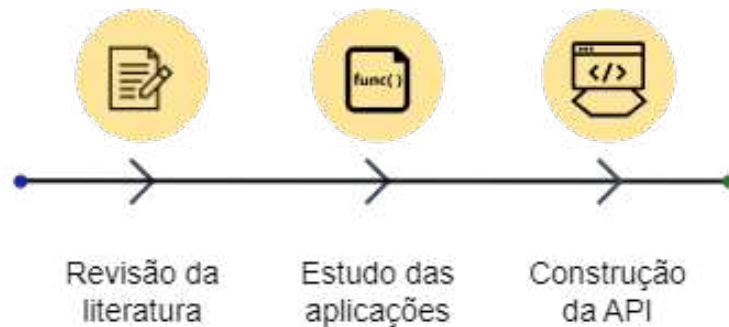 func()
</>
Revisão da
literatura
Estudo das
aplicações
Construção
da API